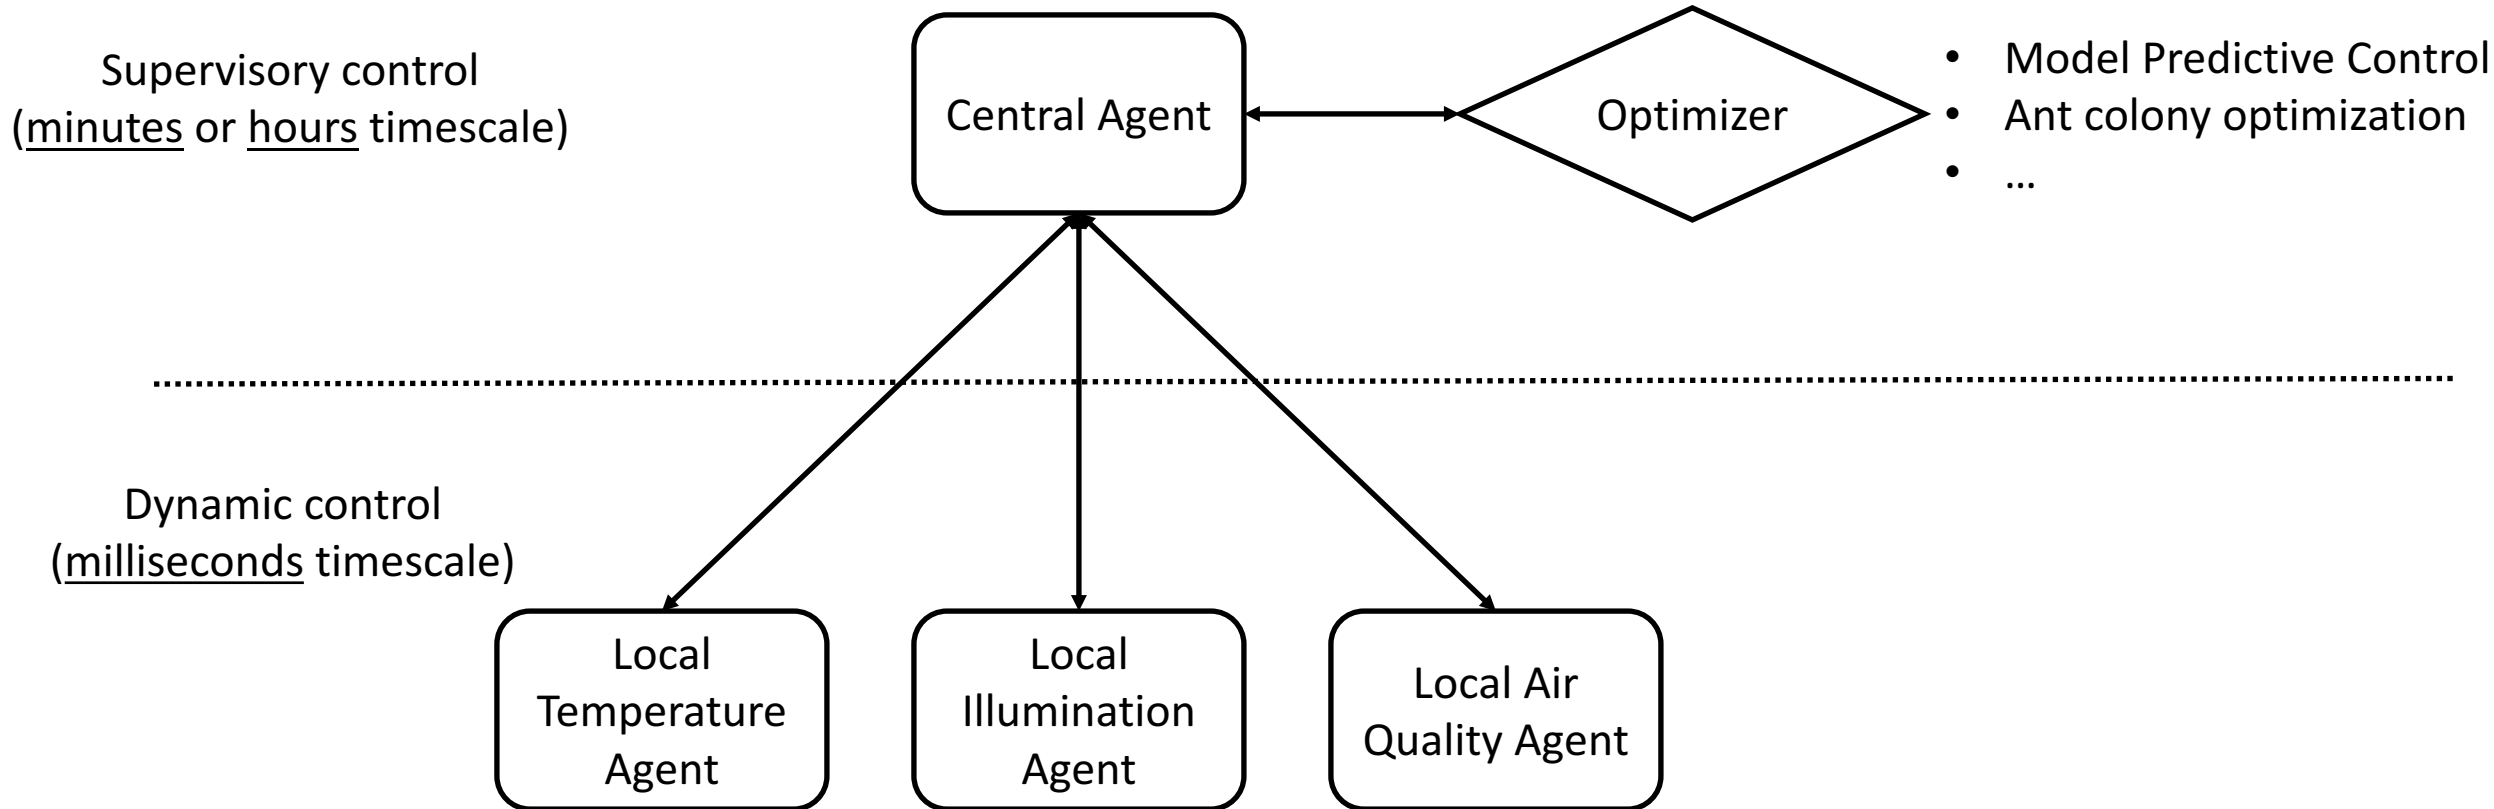 Supervisory control
(minutes or hours timescale)
Central Agent
Optimizer
• Model Predictive Control
• Ant colony optimization
• ...
Dynamic control
(milliseconds timescale)
Local
Temperature
Agent
Local
Illumination
Agent
Local Air
Quality Agent